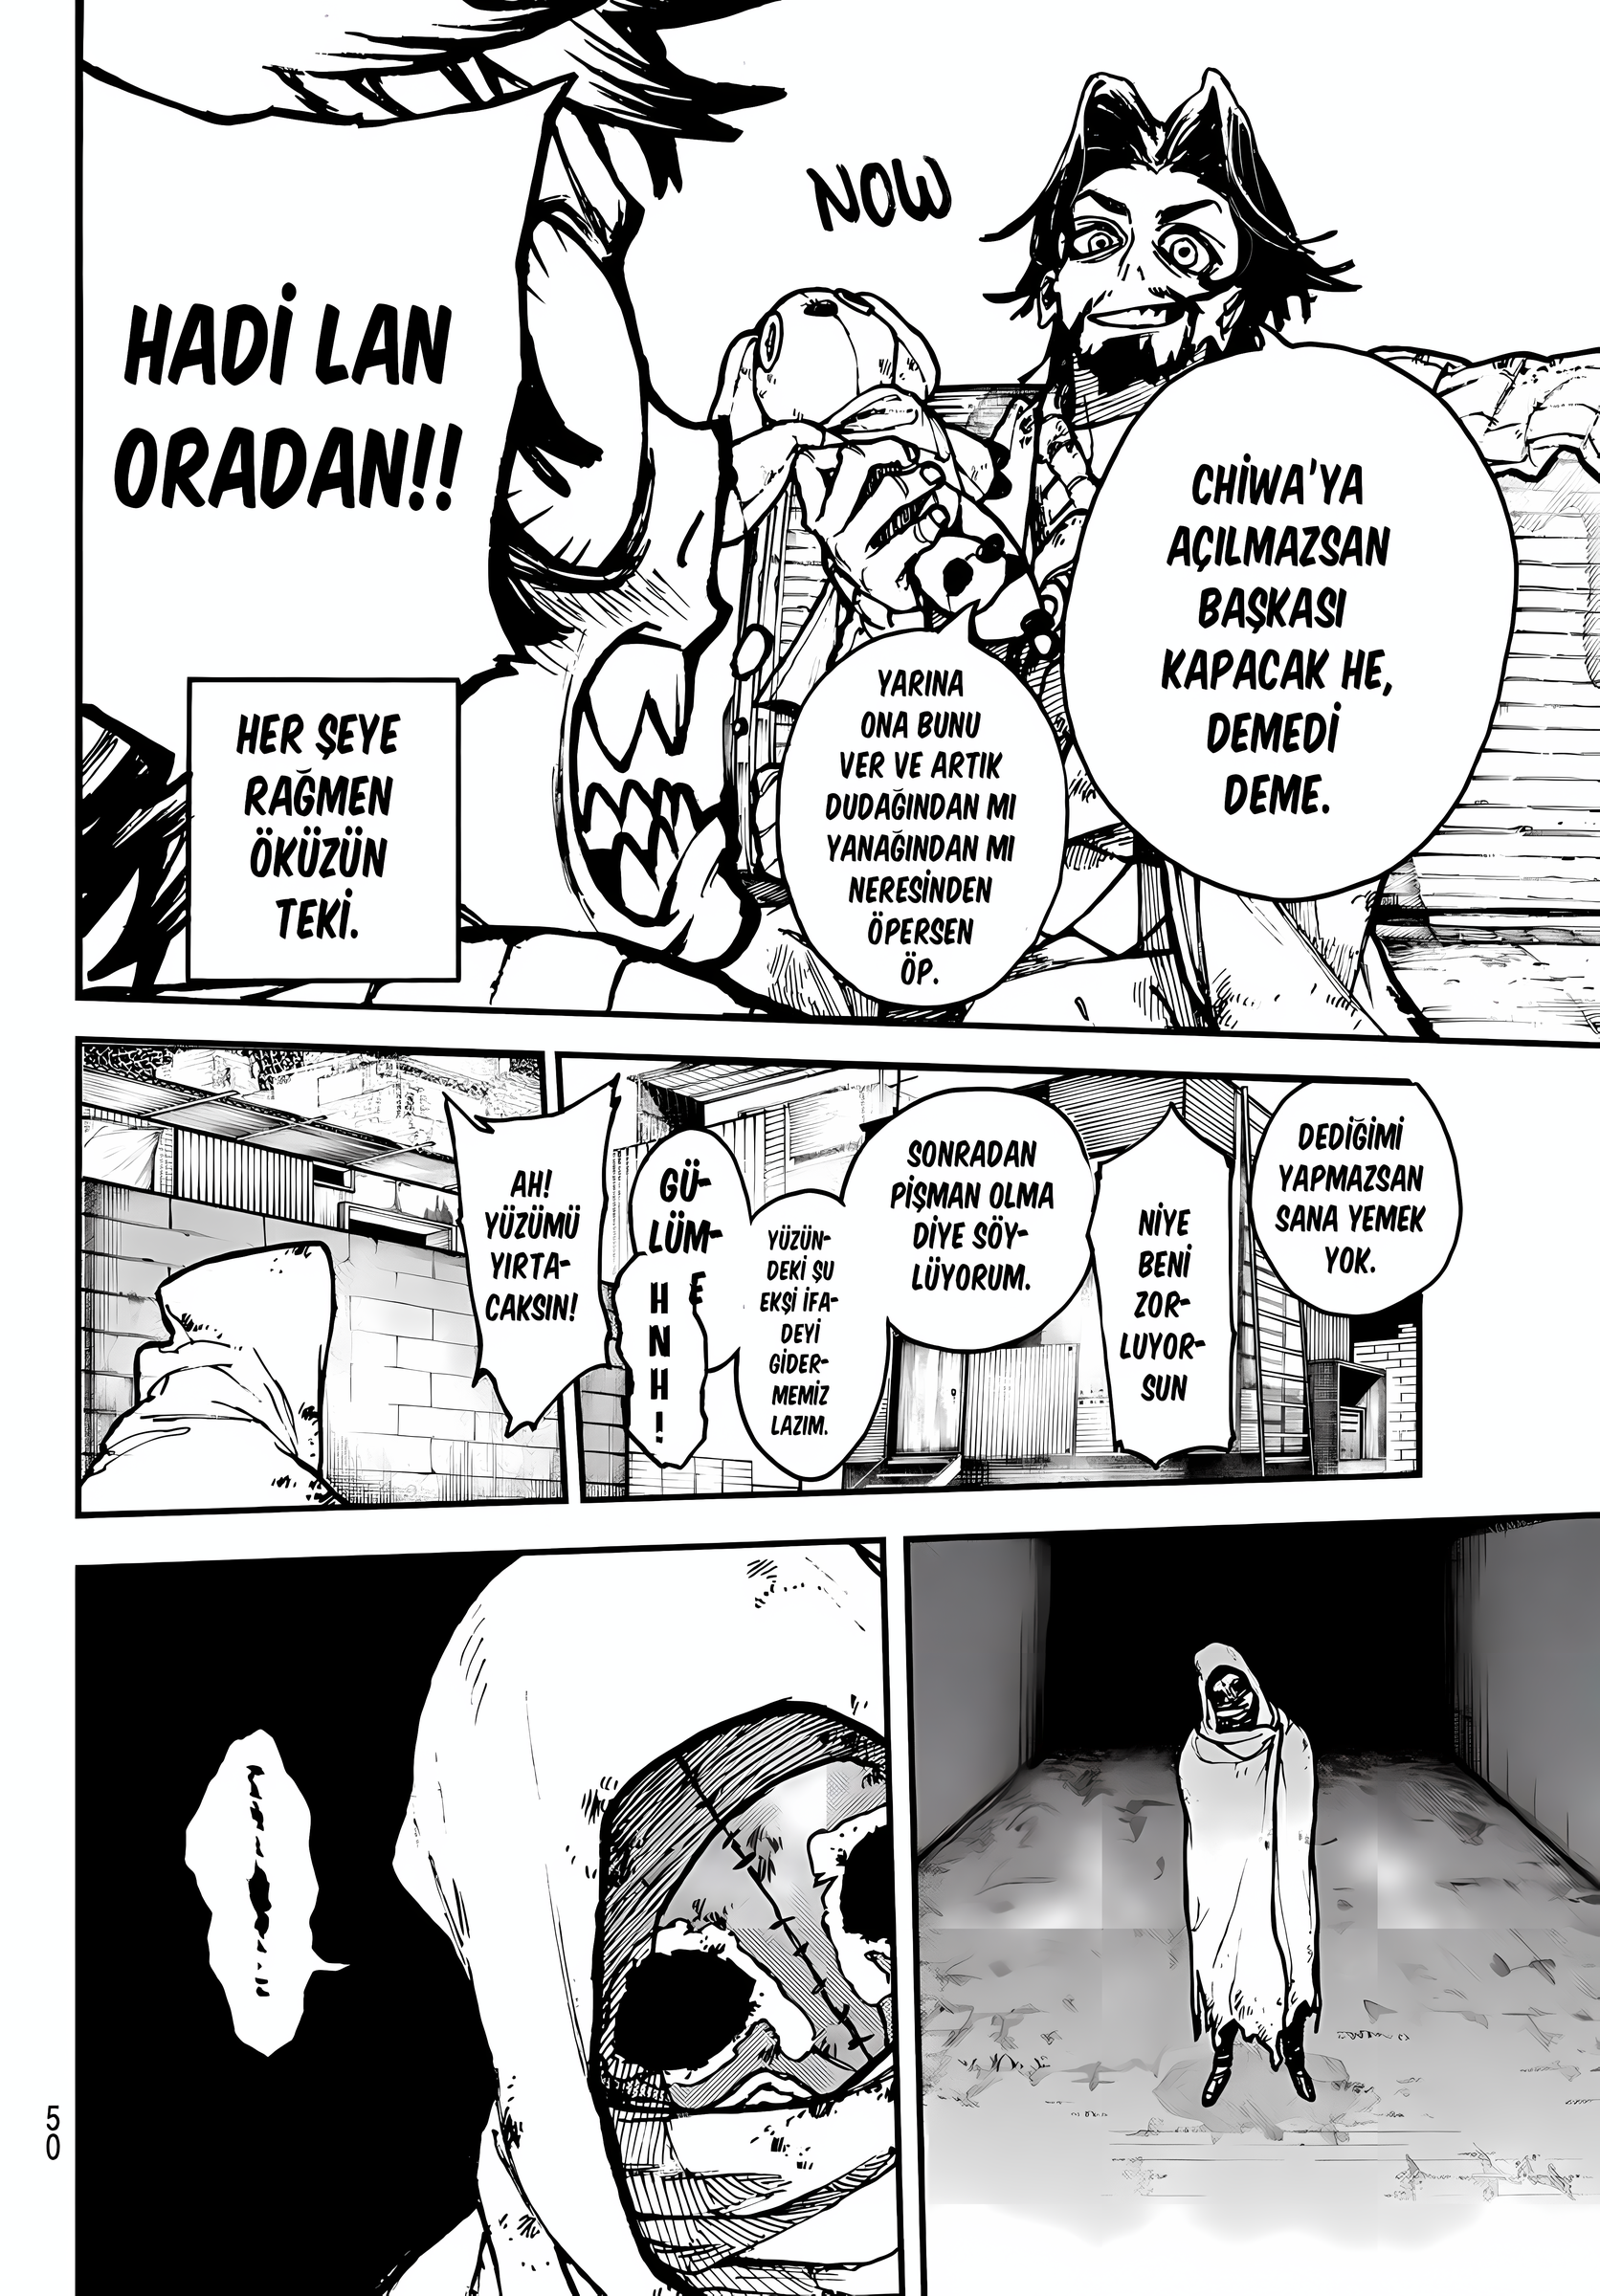 NOW
CHİWA'YA
AÇILMAZSAN
BAŞKASI
KAPACAK HE,
DEMEDİ
DEME.
YARINA
ONA BUNU
VER VE ARTIK
DUDAĞINDAN MI
YANAĞINDAN MI
NERESİNDEN
ÖPERSEN
ÖP.
HADİ LAN
ORADAN!!
HER ŞEYE
RAĞMEN
ÖKÜZÜN
TEKİ.
DEDİĞİMİ
YAPMAZSAN
SANA YEMEK
YOK.
NİYE
BENİ
ZOR-
LUYOR-
SUN
SONRADAN
PİŞMAN OLMA
DİYE SÖY-
LÜYORUM.
YÜZÜN-
DEKİ ŞU
EKŞİ İFA-
DEYİ
GİDER-
MEMİZ
LAZIM.
GÜ-
LÜM-
E
H
N
H
!
AH!
YÜZÜMÜ
YIRTA-
CAKSIN!
50